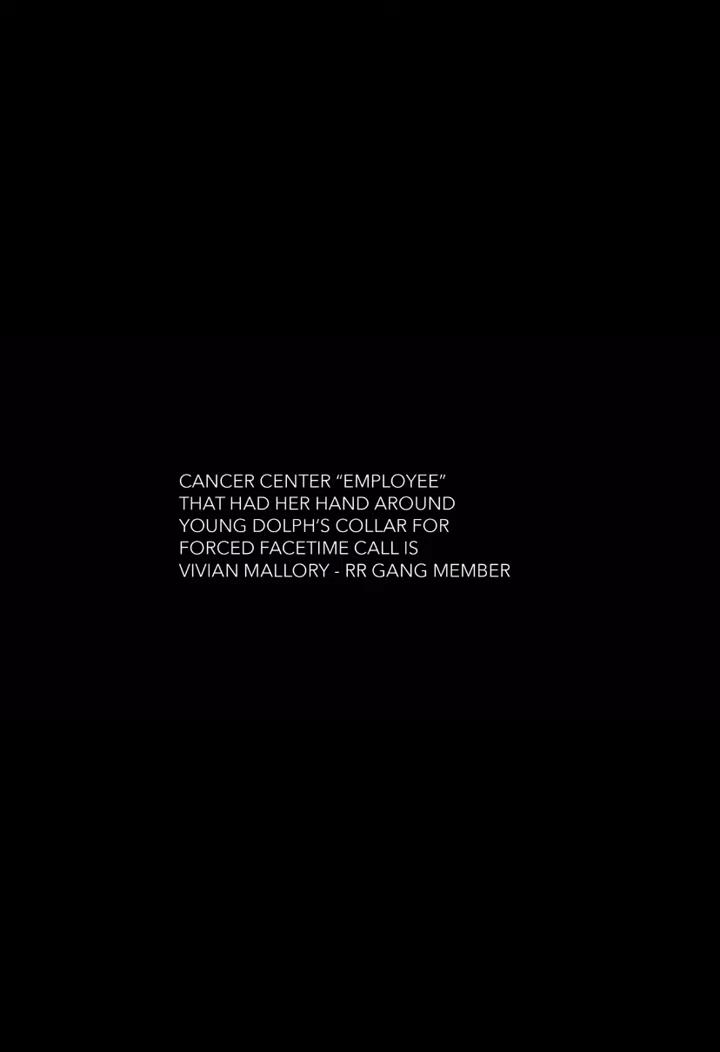 CANCER CENTER “EMPLOYEE”
THAT HAD HER HAND AROUND
YOUNG DOLPH’S COLLAR FOR
FORCED FACETIME CALL IS
VIVIAN MALLORY - RR GANG MEMBER